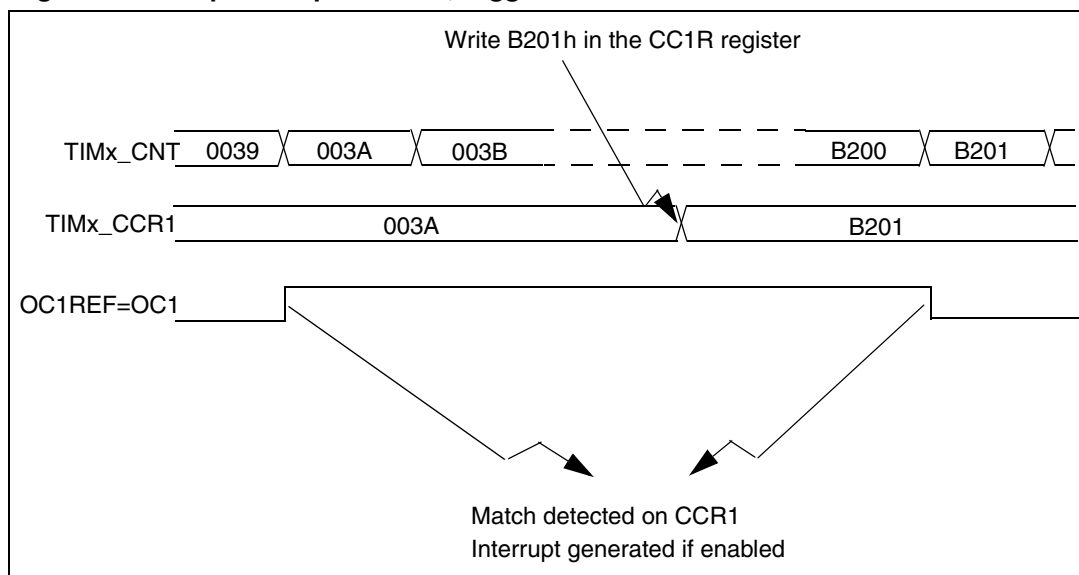 Write B201h in the CC1R register
TIMx_CNT 0039 003A 003B B200 B201
TIMx_CCR1 003A B201
OC1REF=OC1
Match detected on CCR1
Interrupt generated if enabled